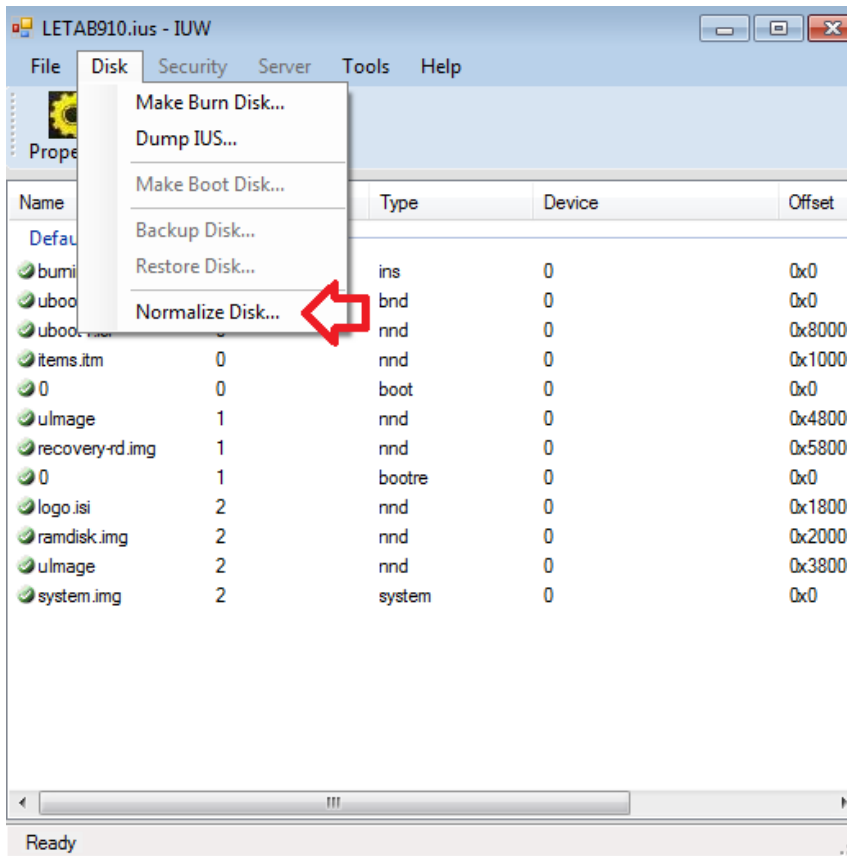 LETAB910.ius - IUW
File Disk Security Server Tools Help
Make Burn Disk...
Dump IUS...
Make Boot Disk...
Backup Disk...
Restore Disk...
Normalize Disk...
Prope
Name Type Device Offset
Defau
burni ins 0 0x0
uboo bnd 0 0x0
nnd 0 0x8000
items.itm 0 nnd 0 0x1000
0 0 boot 0 0x0
uImage 1 nnd 0 0x4800
recovery-rd.img 1 nnd 0 0x5800
0 1 bootre 0 0x0
logo.isi 2 nnd 0 0x1800
ramdisk.img 2 nnd 0 0x2000
uImage 2 nnd 0 0x3800
system.img 2 system 0 0x0
Ready